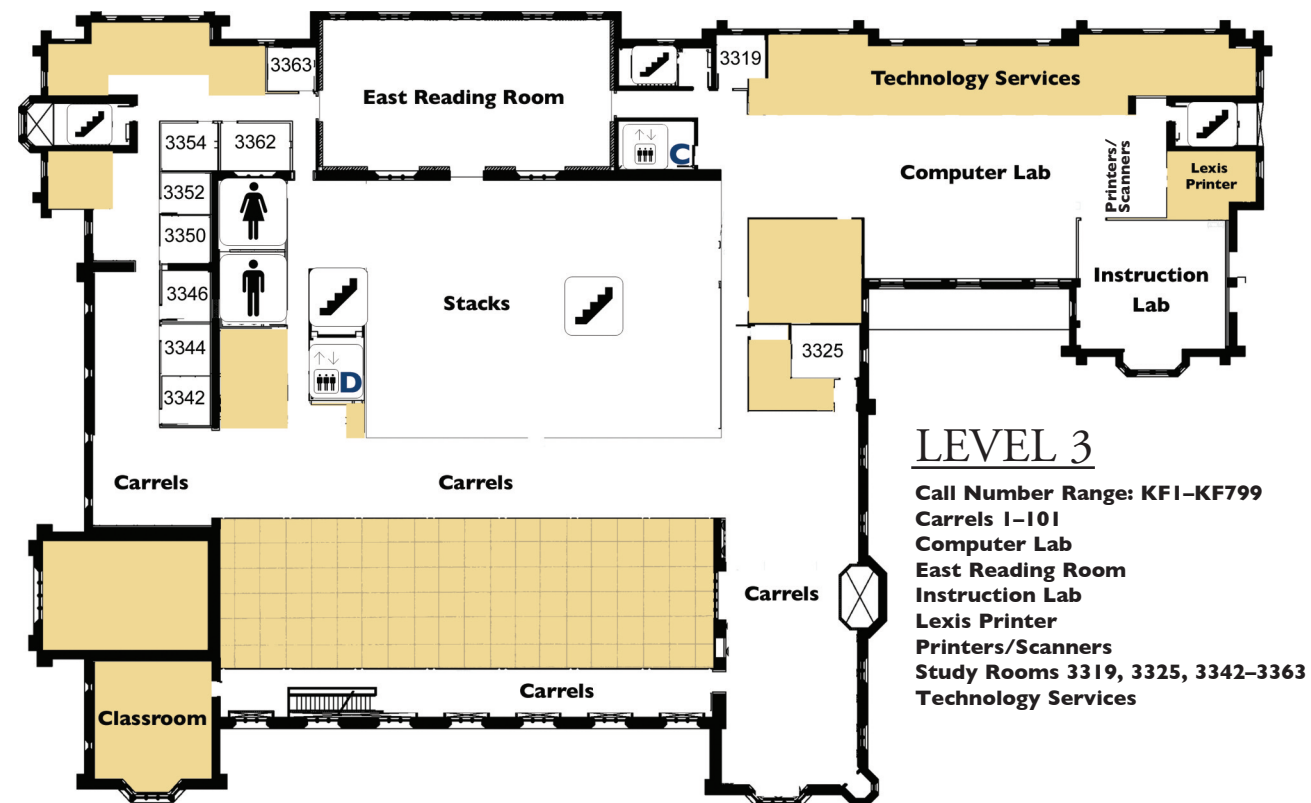 3363
East Reading Room
3319
Technology Services
3354
3362
C
Computer Lab
Printers/
Scanners
Lexis
Printer
3352
3350
3346
Stacks
Instruction
Lab
3344
3325
D
3342
Carrels
Carrels
Carrels
Carrels
Classroom
LEVEL 3
Call Number Range: KF1–KF799
Carrels 1–101
Computer Lab
East Reading Room
Instruction Lab
Lexis Printer
Printers/Scanners
Study Rooms 3319, 3325, 3342–3363
Technology Services